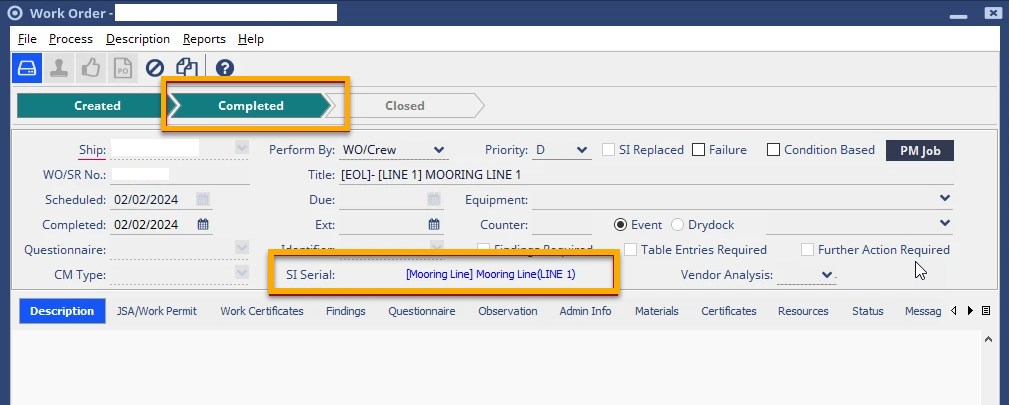 Work Order -
File Process Description Reports Help
PO
?
Created Completed Closed
Ship: Perform By: WO/Crew Priority: D SI Replaced Failure Condition Based PM Job
WO/SR No.: Title: [EOL]- [LINE 1] MOORING LINE 1
Scheduled: 02/02/2024 Due: Equipment:
Completed: 02/02/2024 Ext: Counter: Event Drydock
Questionnaire: Identifier: Findings Required Table Entries Required Further Action Required
CM Type: SI Serial: [Mooring Line] Mooring Line(LINE 1) Vendor Analysis:
Description JSA/Work Permit Work Certificates Findings Questionnaire Observation Admin Info Materials Certificates Resources Status Messag